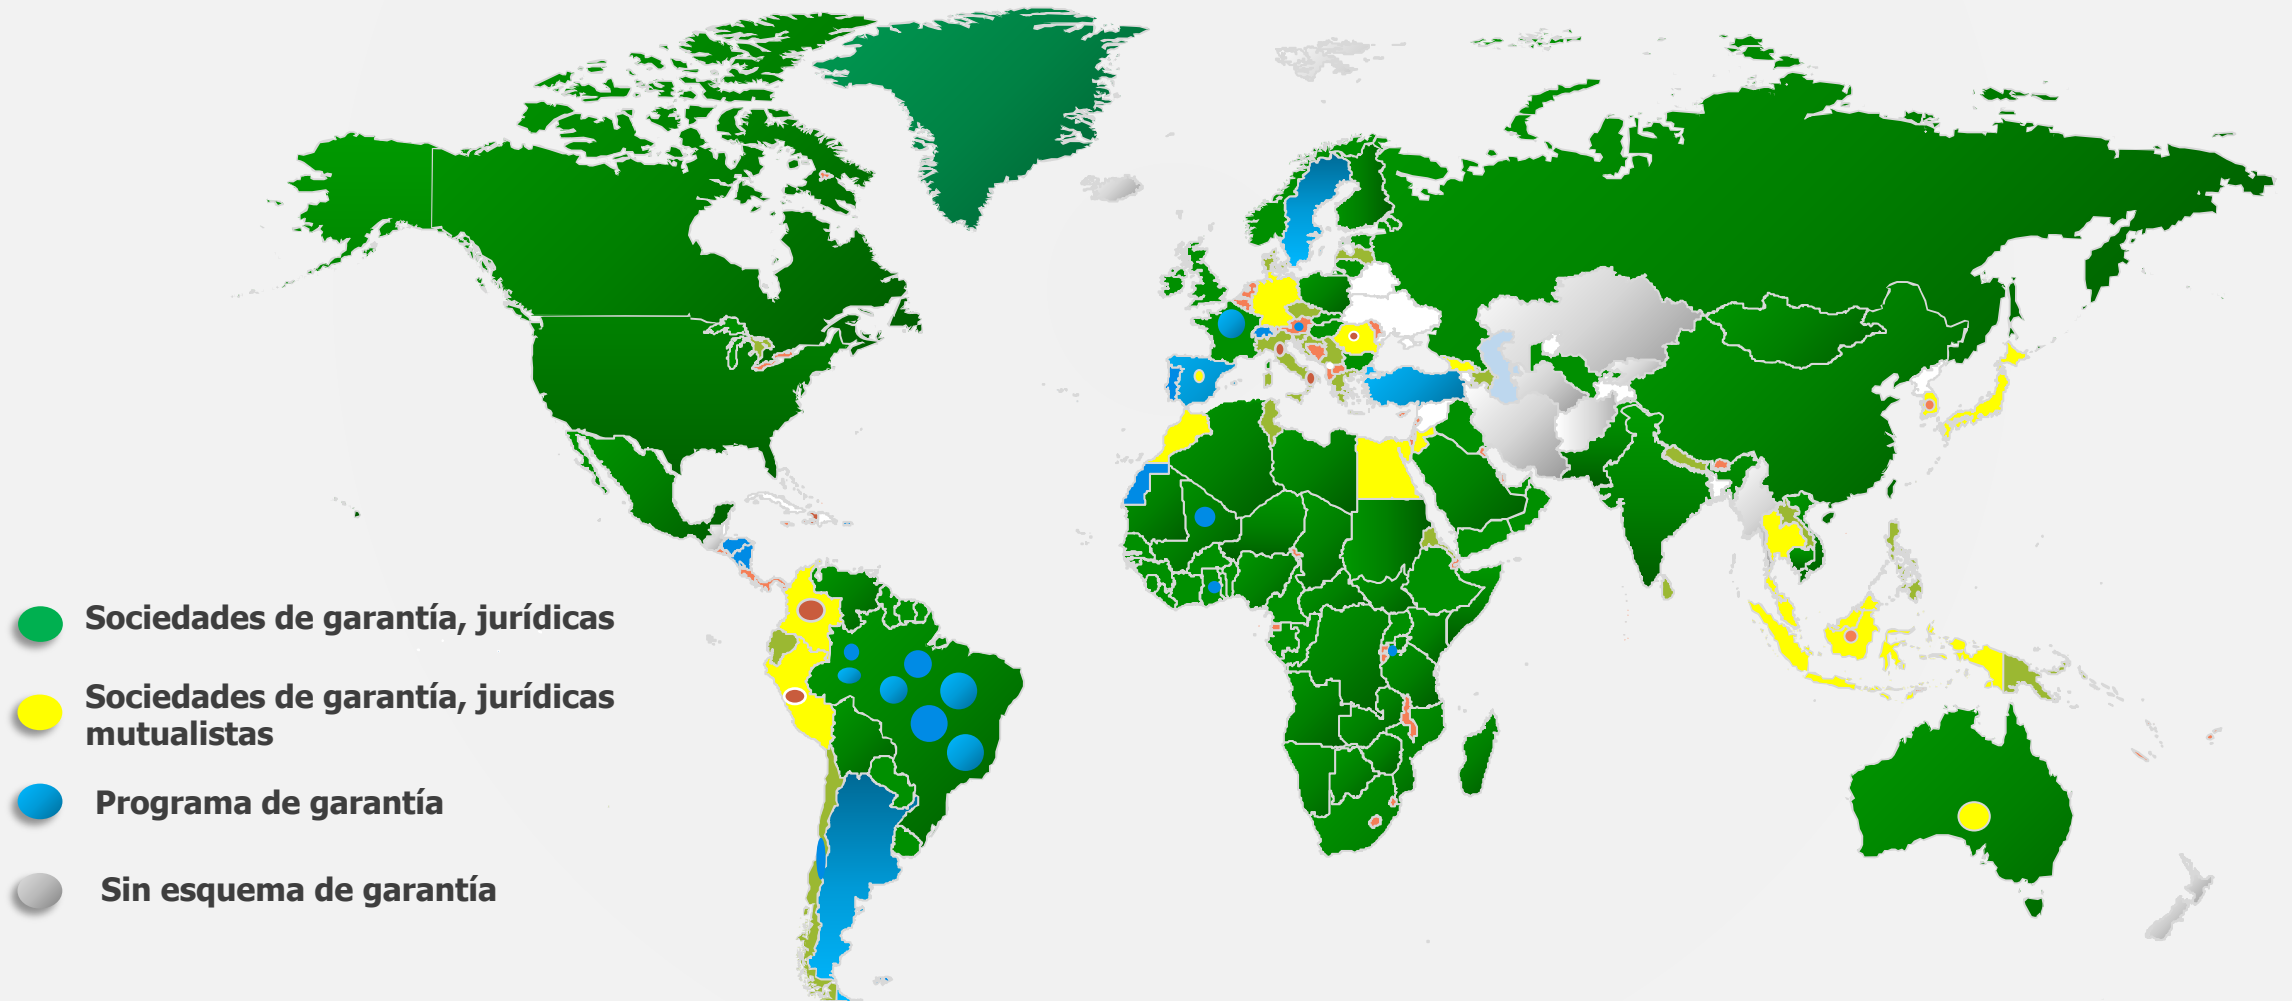 Sociedades de garantía, jurídicas
Sociedades de garantía, jurídicas
mutualistas
Programa de garantía
Sin esquema de garantía